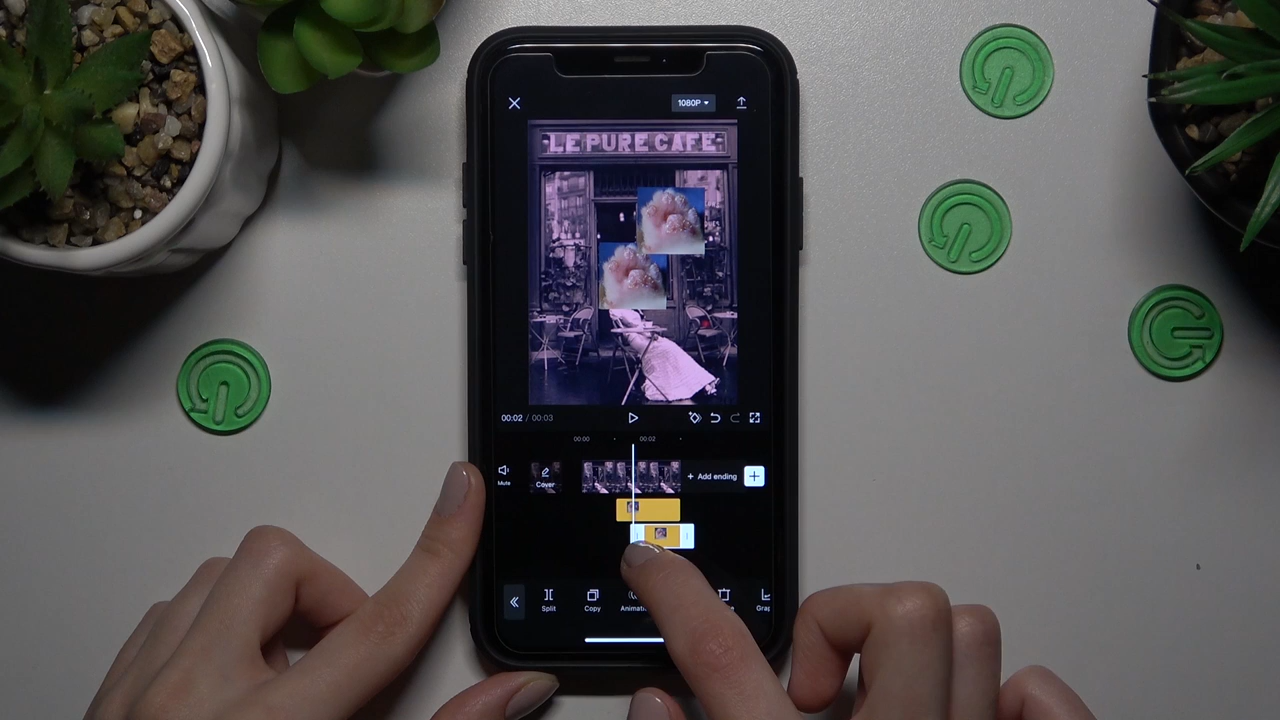 1080P
LE PURE CAFE
00:02 / 00:03
00:00
00:02
Mute
Cover
+ Add ending
Split
Copy